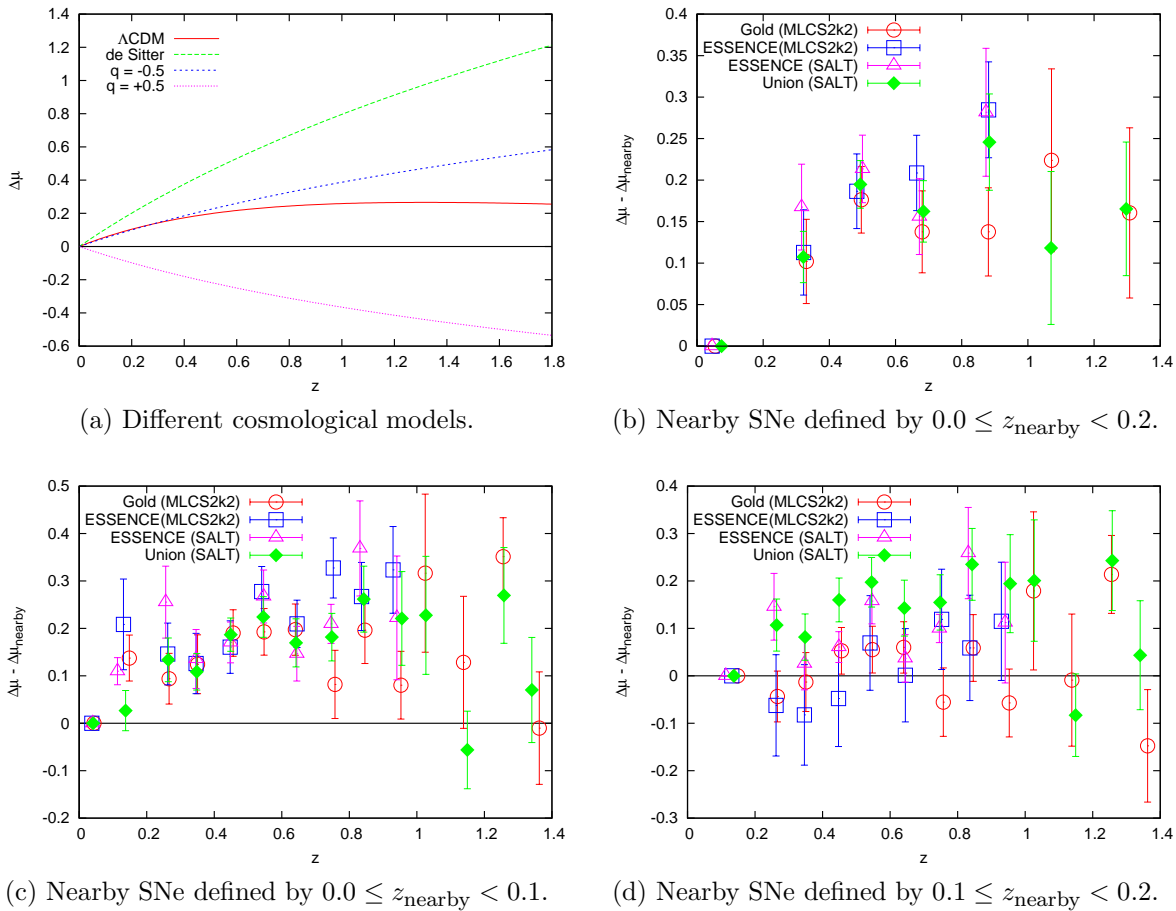 1.4
1.2
1
0.8
0.6
0.4
0.2
0
-0.2
-0.4
-0.6
Δμ
ΛCDM
de Sitter
q = -0.5
q = +0.5
0 0.2 0.4 0.6 0.8 1 1.2 1.4 1.6 1.8
z
(a) Different cosmological models.
0.4
0.35
0.3
0.25
0.2
0.15
0.1
0.05
0
Δμ - Δμnearby
Gold (MLCS2k2)
ESSENCE(MLCS2k2)
ESSENCE (SALT)
Union (SALT)
0 0.2 0.4 0.6 0.8 1 1.2 1.4
z
(b) Nearby SNe defined by 0.0 ≤ znearby < 0.2.
0.5
0.4
0.3
0.2
0.1
0
-0.1
-0.2
Δμ - Δμnearby
Gold (MLCS2k2)
ESSENCE(MLCS2k2)
ESSENCE (SALT)
Union (SALT)
0 0.2 0.4 0.6 0.8 1 1.2 1.4
z
(c) Nearby SNe defined by 0.0 ≤ znearby < 0.1.
0.4
0.3
0.2
0.1
0
-0.1
-0.2
-0.3
Δμ - Δμnearby
Gold (MLCS2k2)
ESSENCE(MLCS2k2)
ESSENCE (SALT)
Union (SALT)
0 0.2 0.4 0.6 0.8 1 1.2 1.4
z
(d) Nearby SNe defined by 0.1 ≤ znearby < 0.2.